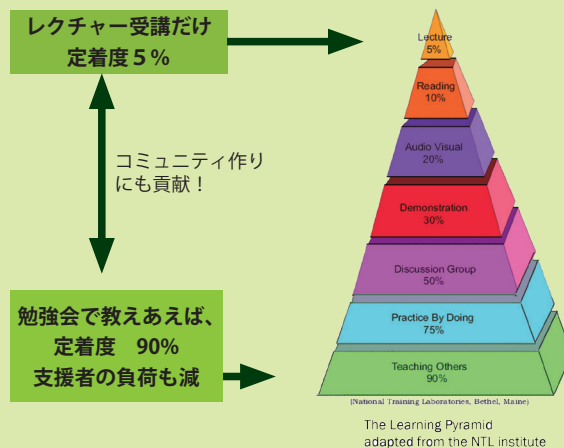 レクチャー受講だけ
定着度５％
コミュニティ作り
にも貢献！
勉強会で教えあえば、
定着度　90%
支援者の負荷も減
Lecture
5%
Reading
10%
Audio Visual
20%
Demonstration
30%
Discussion Group
50%
Practice By Doing
75%
Teaching Others
90%
(National Training Laboratories, Bethel, Maine)
The Learning Pyramid
adapted from the NTL institute